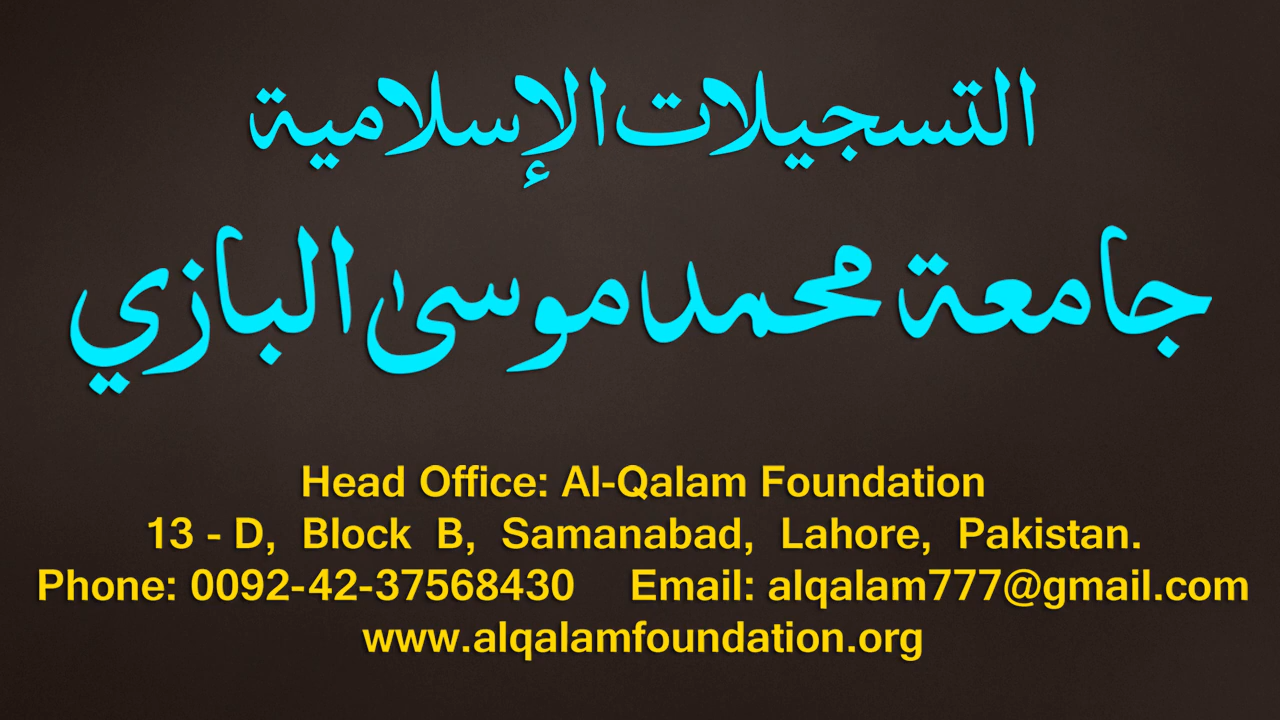 التسجيلات الإسلامية
جامعة محمد موسىٰ البازي
Head Office: Al-Qalam Foundation
13 - D, Block B, Samanabad, Lahore, Pakistan.
Phone: 0092-42-37568430 Email: alqalam777@gmail.com
www.alqalamfoundation.org